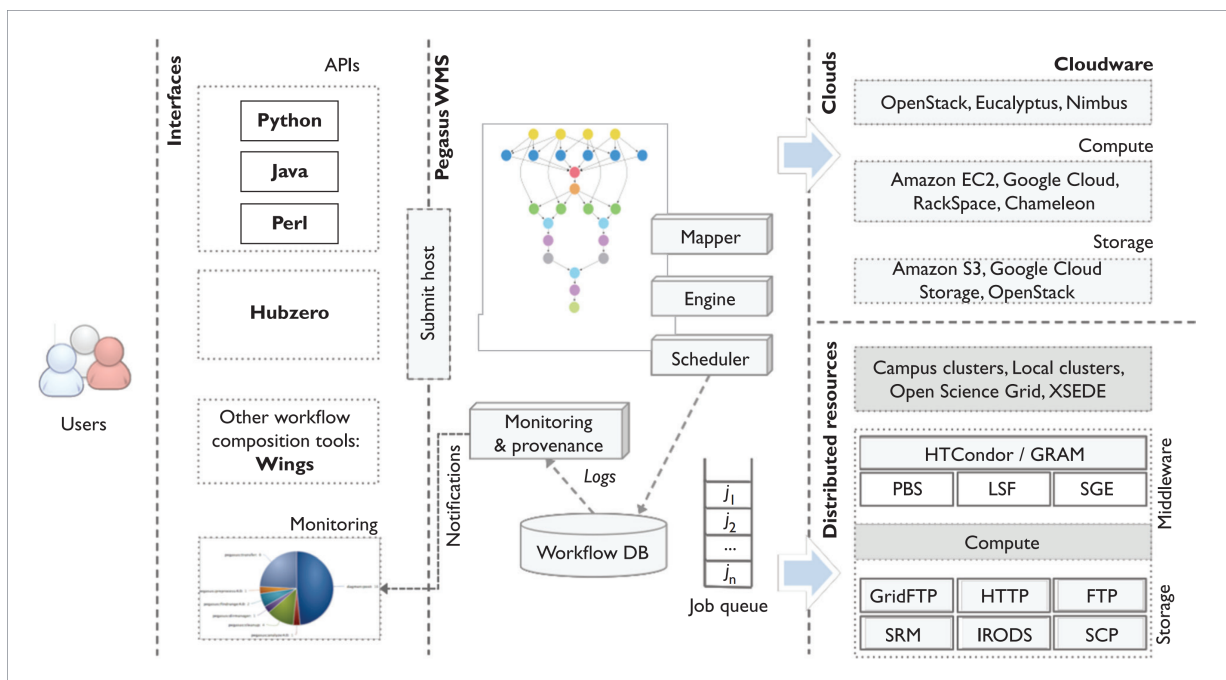 Interfaces
APIs
Python
Java
Perl
Hubzero
Other workflow
composition tools:
Wings
Monitoring
Users
Pegasus WMS
Submit host
Mapper
Engine
Scheduler
Monitoring
& provenance
Notifications
Logs
Workflow DB
j1
j2
...
jn
Job queue
Clouds
Cloudware
OpenStack, Eucalyptus, Nimbus
Compute
Amazon EC2, Google Cloud,
RackSpace, Chameleon
Storage
Amazon S3, Google Cloud
Storage, OpenStack
Distributed resources
Campus clusters, Local clusters,
Open Science Grid, XSEDE
HTCondor / GRAM
PBS
LSF
SGE
Middleware
Compute
GridFTP
HTTP
FTP
SRM
IRODS
SCP
Storage